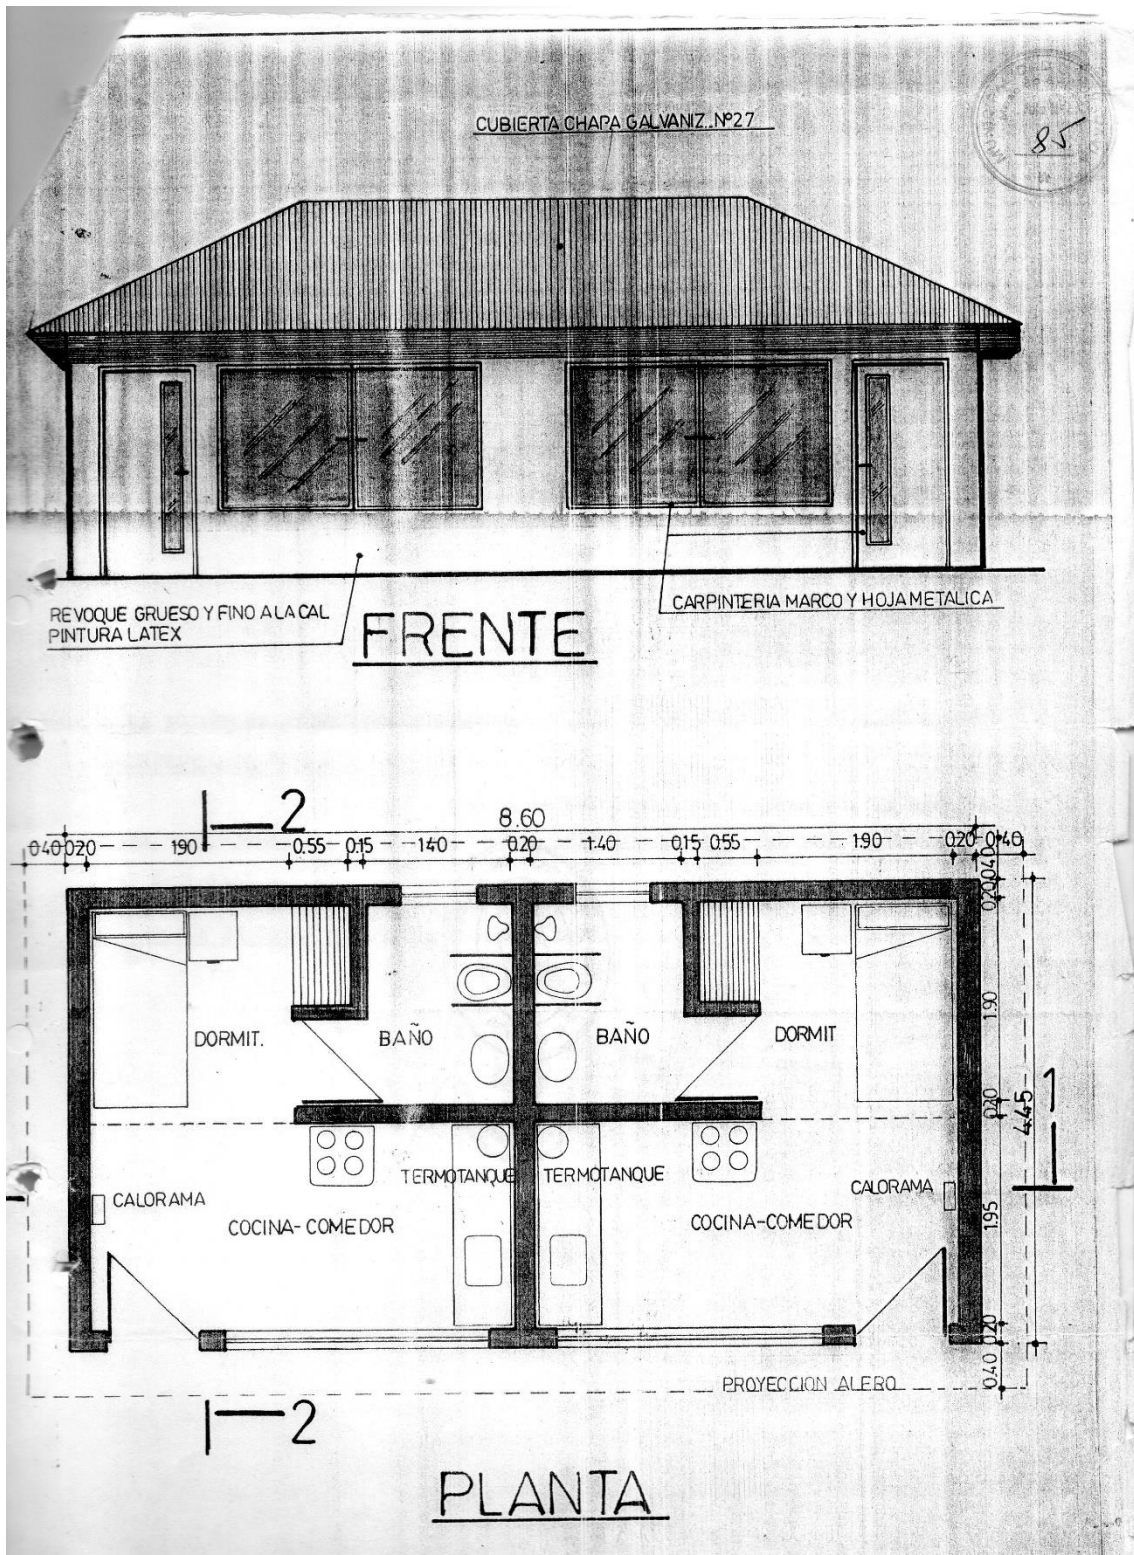 85
CUBIERTA CHAPA GALVANIZ. Nº27
REVOQUE GRUESO Y FINO A LA CAL
PINTURA LATEX
CARPINTERIA MARCO Y HOJA METALICA
FRENTE
2
8.60
0.40 0.20 1.90 0.55 0.15 1.40 0.20 1.40 0.15 0.55 1.90 0.20 0.40
0.40
0.20
1.90
4.45
1
DORMIT.
BAÑO
BAÑO
DORMIT
TERMOTANQUE
TERMOTANQUE
CALORAMA
CALORAMA
COCINA-COMEDOR
COCINA-COMEDOR
1.95
0.20
0.40
PROYECCION ALERO
2
PLANTA